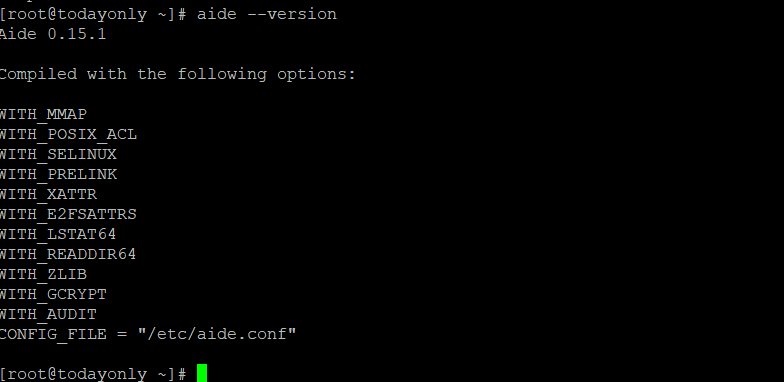 [root@todayonly ~]# aide --version
Aide 0.15.1
Compiled with the following options:
WITH_MMAP
WITH_POSIX_ACL
WITH_SELINUX
WITH_PRELINK
WITH_XATTR
WITH_E2FSATTRS
WITH_LSTAT64
WITH_READDIR64
WITH_ZLIB
WITH_GCRYPT
WITH_AUDIT
CONFIG_FILE = "/etc/aide.conf"
[root@todayonly ~]#